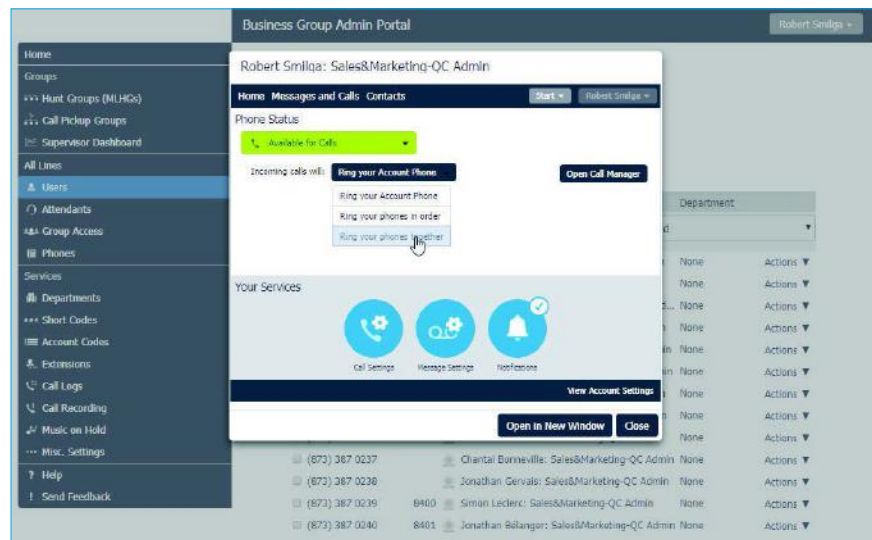 Business Group Admin Portal
Robert Smilga
Home
Groups
Hunt Groups (MLHGs)
Call Pickup Groups
Supervisor Dashboard
All Lines
Users
Attendants
Group Access
Phones
Services
Departments
Short Codes
Account Codes
Extensions
Call Logs
Call Recording
Music on Hold
Misc. Settings
Help
Send Feedback
Robert Smilga: Sales&Marketing-QC Admin
Home Messages and Calls Contacts
Start
Robert Smilga
Phone Status
Available for Calls
Incoming calls will: Ring your Account Phone
Open Call Manager
Ring your Account Phone
Ring your phones in order
Ring your phones together
Your Services
Call Settings
Message Settings
Notifications
View Account Settings
Open in New Window
Close
Department
None Actions
None Actions
None Actions
None Actions
None Actions
None Actions
None Actions
None Actions
None Actions
(873) 387 0237 Chantal Bonneville: Sales&Marketing-QC Admin None Actions
(873) 387 0238 Jonathan Gervais: Sales&Marketing-QC Admin None Actions
(873) 387 0239 8400 Simon Leclerc: Sales&Marketing-QC Admin None Actions
(873) 387 0240 8401 Jonathan Bélanger: Sales&Marketing-QC Admin None Actions